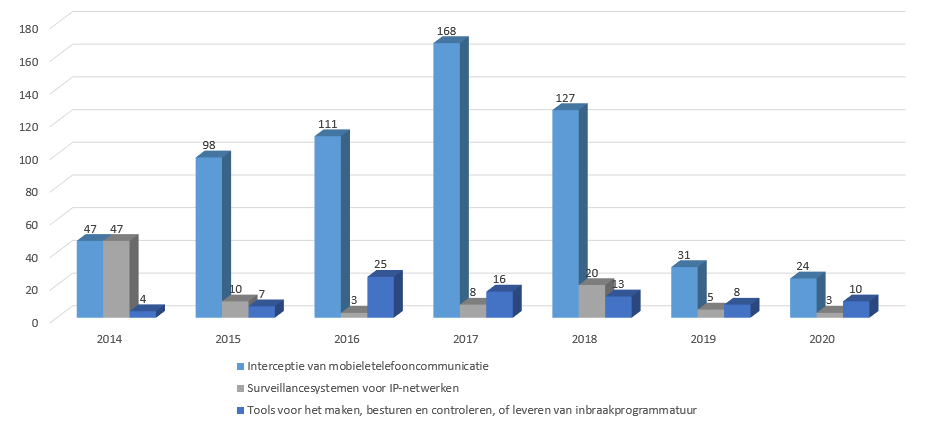 180
160
140
120
100
80
60
40
20
0
47 47 4
98 10 7
111 3 25
168 8 16
127 20 13
31 5 8
24 3 10
2014 2015 2016 2017 2018 2019 2020
Interceptie van mobieletelefooncommunicatie
Surveillancesystemen voor IP-netwerken
Tools voor het maken, besturen en controleren, of leveren van inbraakprogrammatuur